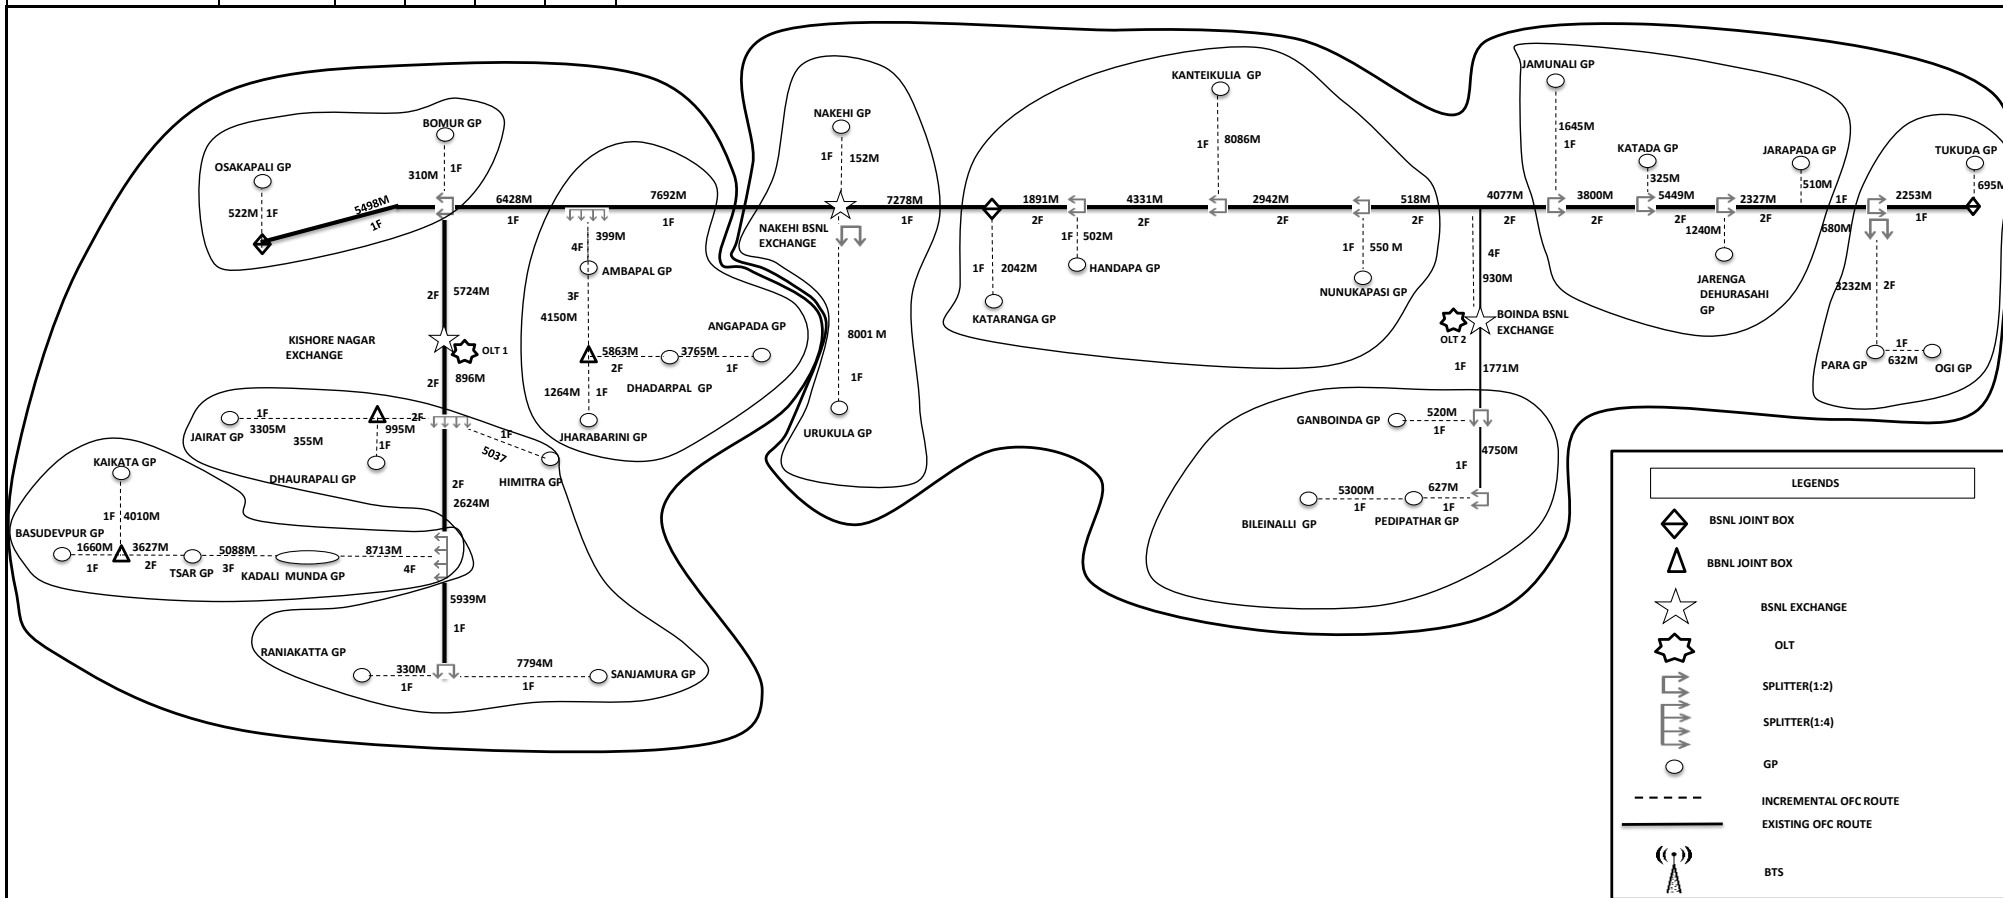 OSAKAPALI GP
522M
1F
5498M
1F
BOMUR GP
310M
1F
6428M
1F
7692M
1F
4F
399M
AMBAPAL GP
3F
4150M
5863M
2F
3765M
1F
ANGAPADA GP
DHADARPAL GP
1264M
1F
JHARABARINI GP
2F
5724M
KISHORE NAGAR
EXCHANGE
OLT 1
2F
896M
1F
3305M
JAIRAT GP
355M
995M
2F
1F
DHAURAPALI GP
1F
5037
HIMITRA GP
2F
2624M
KAIKATA GP
1F
4010M
BASUDEVPUR GP
1660M
1F
3627M
2F
TSAR GP
5088M
3F
KADALI MUNDA GP
8713M
4F
5939M
1F
RANIAKATTA GP
330M
1F
7794M
1F
SANJAMURA GP
NAKEHI GP
1F
152M
NAKEHI BSNL
EXCHANGE
8001 M
1F
URUKULA GP
7278M
1F
1891M
2F
1F
2042M
KATARANGA GP
1F
502M
HANDAPA GP
4331M
2F
KANTEIKULIA GP
1F
8086M
2942M
2F
1F
550 M
NUNUKAPASI GP
518M
2F
4077M
2F
4F
930M
BOINDA BSNL
EXCHANGE
OLT 2
1F
1771M
GANBOINDA GP
520M
1F
4750M
1F
BILEINALLI GP
5300M
1F
PEDIPATHAR GP
627M
1F
JAMUNALI GP
1645M
1F
3800M
2F
KATADA GP
325M
5449M
2F
1240M
JARENGA
DEHURASAHI
GP
2327M
2F
JARAPADA GP
510M
1F
680M
2253M
1F
TUKUDA GP
695M
3232M
2F
PARA GP
1F
632M
OGI GP
LEGENDS
BSNL JOINT BOX
BBNL JOINT BOX
BSNL EXCHANGE
OLT
SPLITTER(1:2)
SPLITTER(1:4)
GP
INCREMENTAL OFC ROUTE
EXISTING OFC ROUTE
BTS